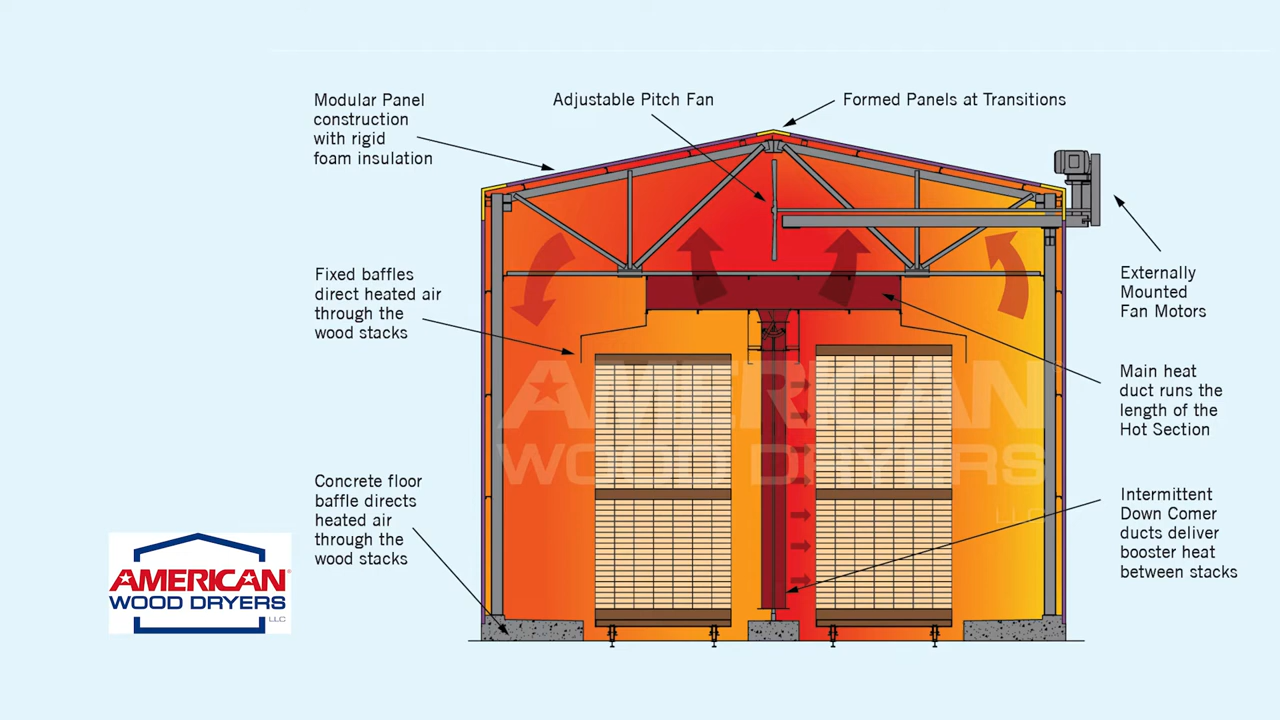 Modular Panel
construction
with rigid
foam insulation
Adjustable Pitch Fan
Formed Panels at Transitions
Fixed baffles
direct heated air
through the
wood stacks
Externally
Mounted
Fan Motors
Main heat
duct runs the
length of the
Hot Section
Concrete floor
baffle directs
heated air
through the
wood stacks
Intermittent
Down Comer
ducts deliver
booster heat
between stacks
AMERICAN
WOOD DRYERS
LLC
AMERICAN®
WOOD DRYERS
LLC